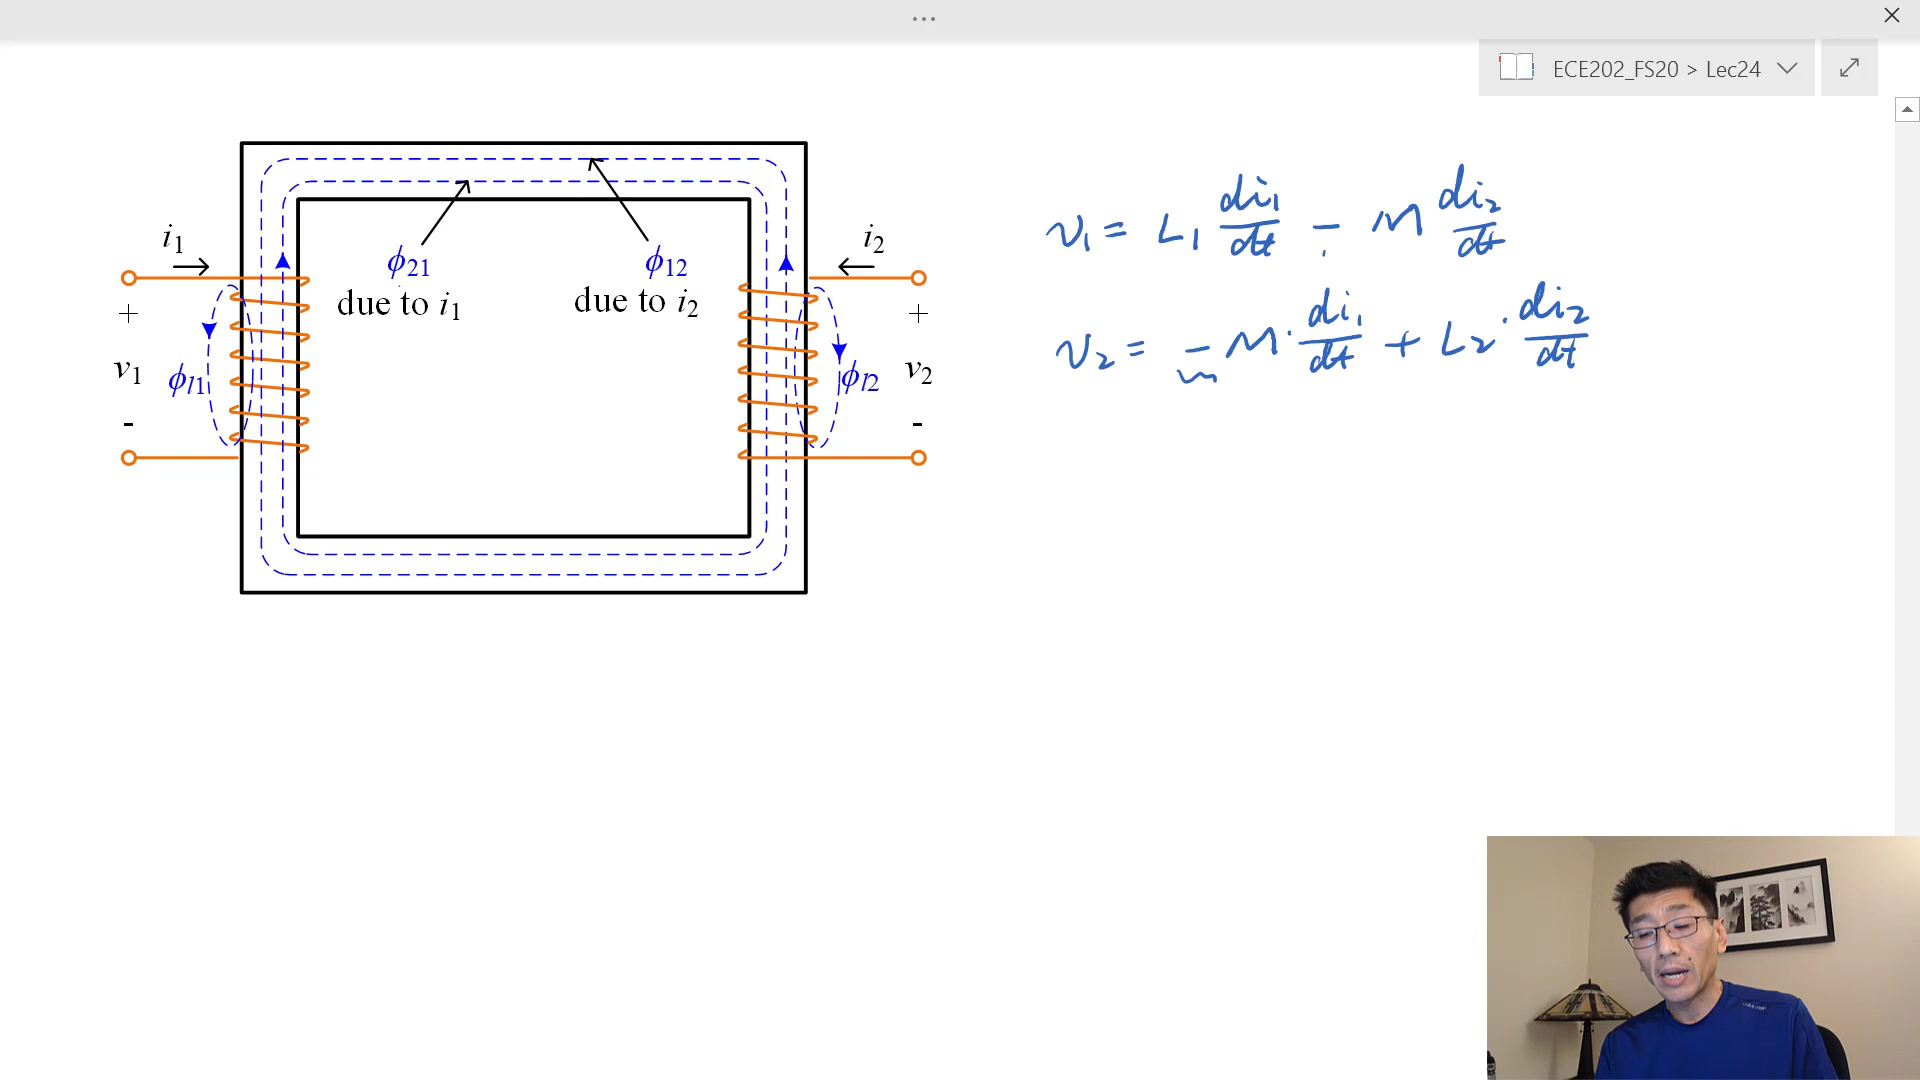 ECE202_FS20 > Lec24
i1
ϕ21
due to i1
ϕ12
due to i2
i2
+
v1
-
ϕl1
+
v2
-
ϕl2
v1 = L1 di1/dt - M di2/dt
v2 = - M · di1/dt + L2 · di2/dt